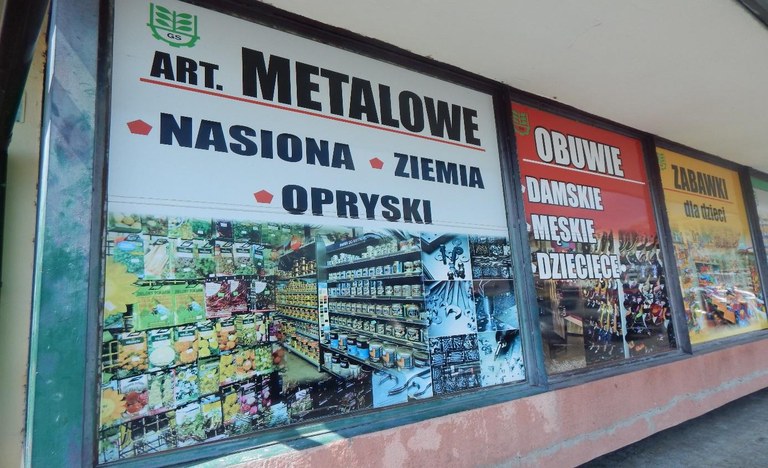 GS
ART. METALOWE
NASIONA
ZIEMIA
OPRYSKI
OBUWIE
DAMSKIE
MĘSKIE
DZIECIĘCE
ZABAWKI
dla dzieci